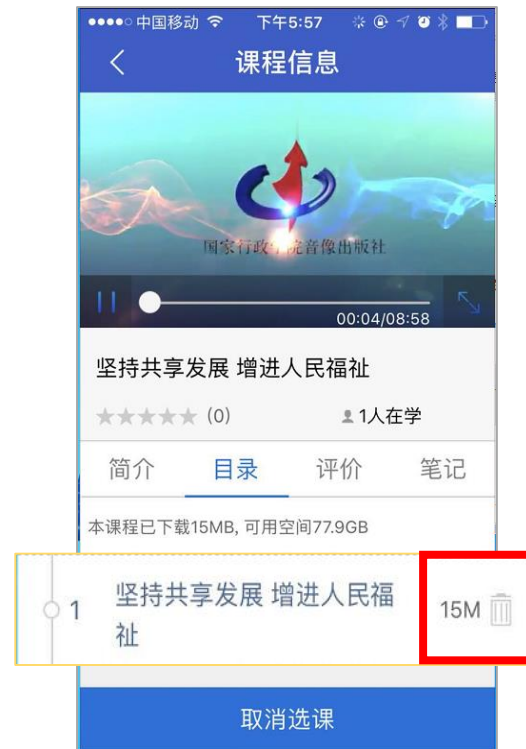 中国移动 下午5:57
课程信息
国家行政学院音像出版社
00:04/08:58
坚持共享发展 增进人民福祉
(0) 1人在学
简介 目录 评价 笔记
本课程已下载15MB, 可用空间77.9GB
1 坚持共享发展 增进人民福
祉
15M
取消选课